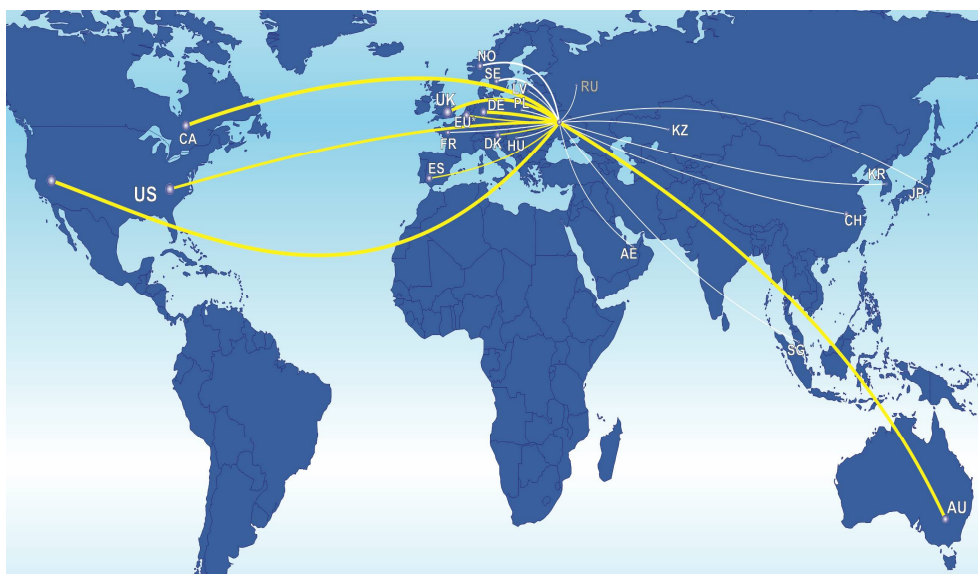 NO
SE
LV
RU
UK
DE
PL
EU*
CA
KZ
FR
DK
HU
ES
KR
US
JP
CH
AE
SG
AU